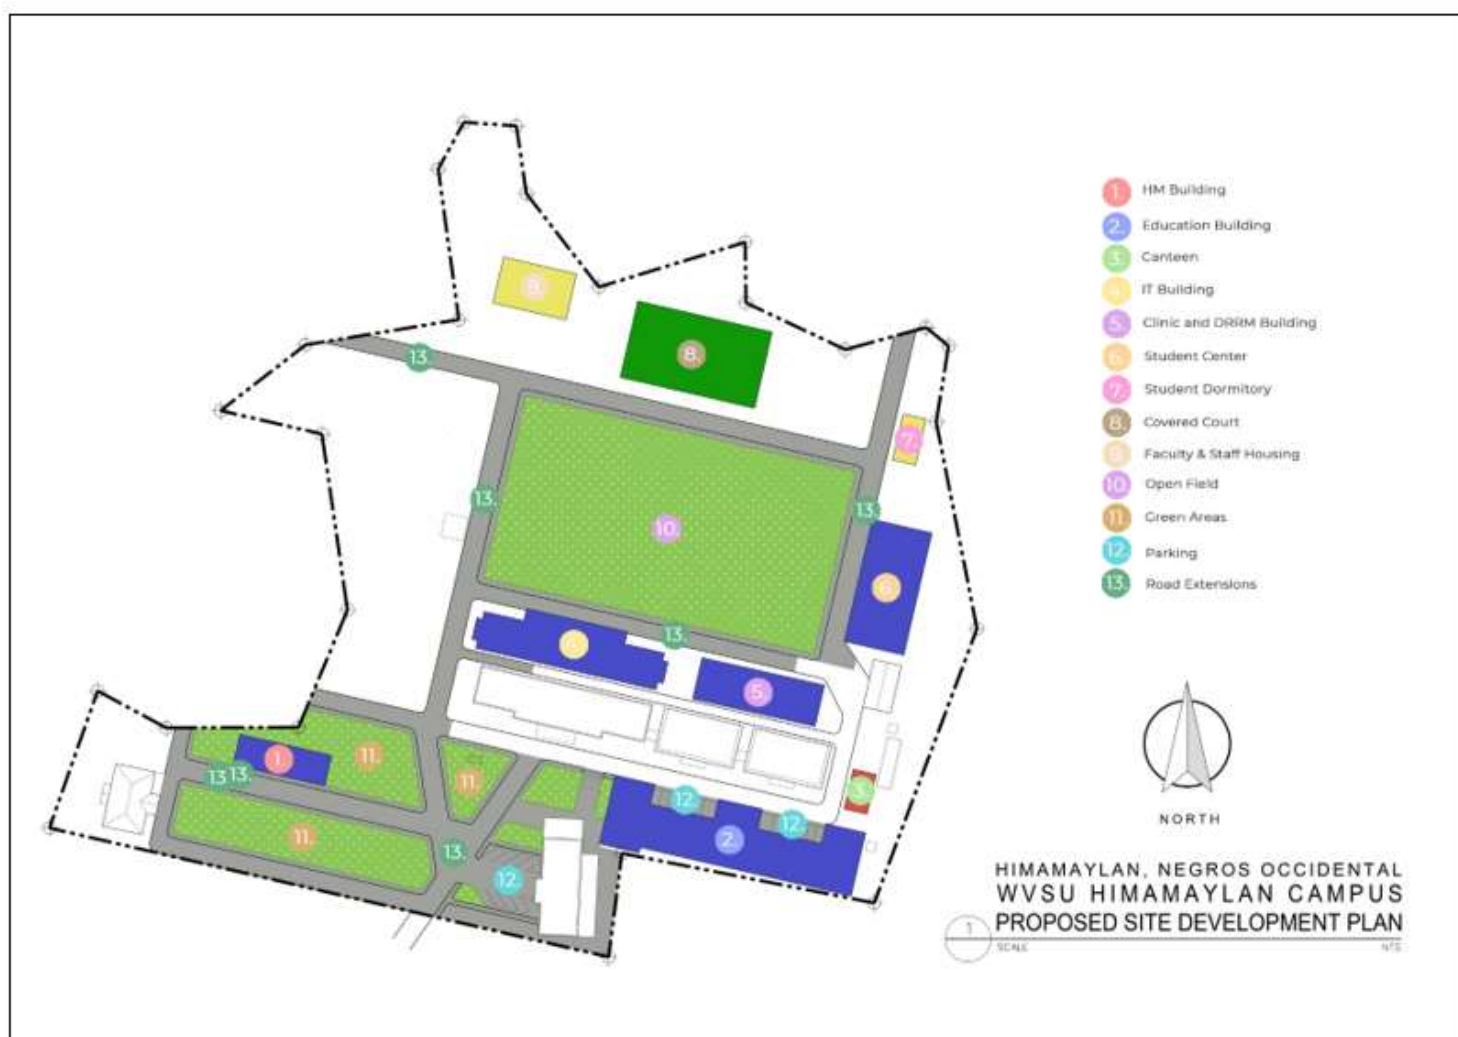 9.
8.
13.
7.
13.
13.
10.
6.
13.
4.
5.
1.
11.
11.
13.
13.
3.
12.
12.
11.
13.
2.
12.
1. HM Building
2. Education Building
3. Canteen
4. IT Building
5. Clinic and DRRM Building
6. Student Center
7. Student Dormitory
8. Covered Court
9. Faculty & Staff Housing
10. Open Field
11. Green Areas
12. Parking
13. Road Extensions
NORTH
HIMAMAYLAN, NEGROS OCCIDENTAL
WVSU HIMAMAYLAN CAMPUS
1 PROPOSED SITE DEVELOPMENT PLAN
SCALE NTS